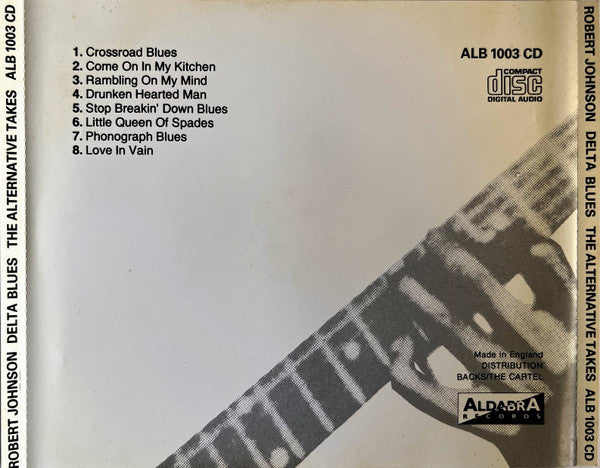 ROBERT JOHNSON DELTA BLUES THE ALTERNATIVE TAKES ALB 1003 CD
1. Crossroad Blues
2. Come On In My Kitchen
3. Rambling On My Mind
4. Drunken Hearted Man
5. Stop Breakin' Down Blues
6. Little Queen Of Spades
7. Phonograph Blues
8. Love In Vain
ALB 1003 CD
COMPACT
disc
DIGITAL AUDIO
Made in England
DISTRIBUTION
BACKS/THE CARTEL
ALDABRA
RECORDS
ROBERT JOHNSON DELTA BLUES THE ALTERNATIVE TAKES ALB 1003 CD